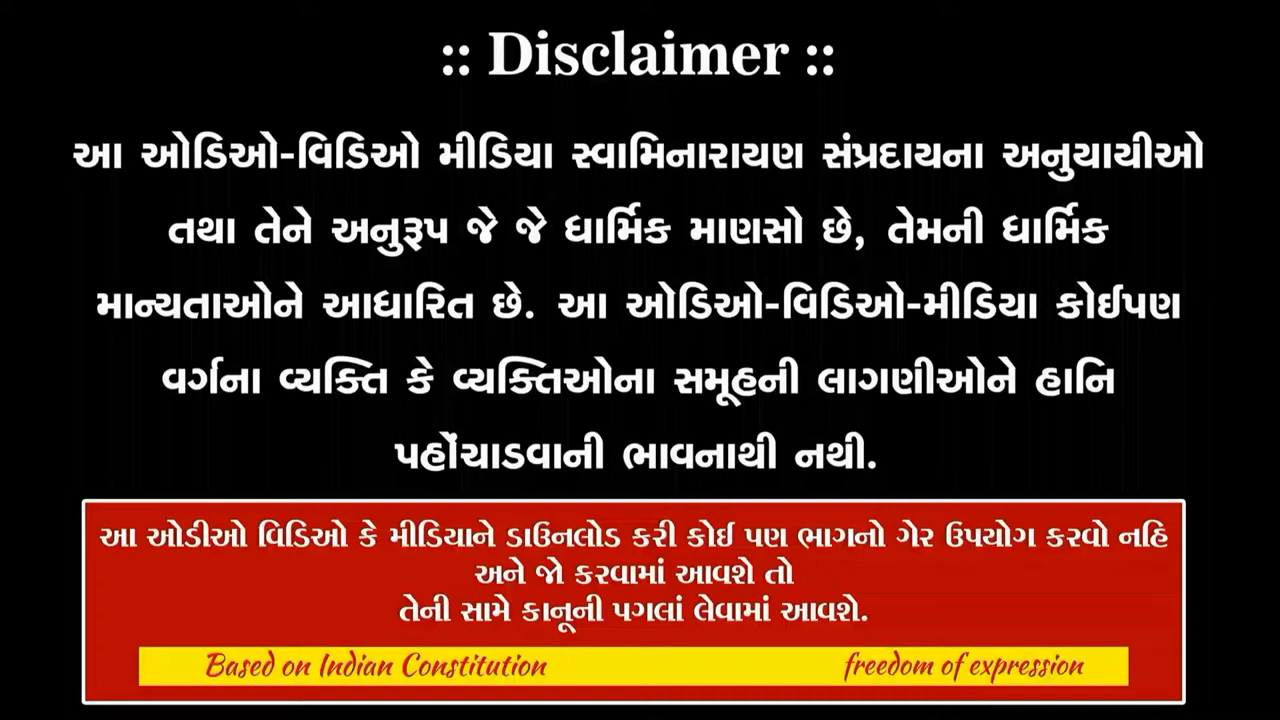 :: Disclaimer ::
આ ઓડિઓ-વિડિઓ મીડિયા સ્વામિનારાયણ સંપ્રદાયના અનુયાયીઓ
તથા તેને અનુરૂપ જે જે ધાર્મિક માણસો છે, તેમની ધાર્મિક
માન્યતાઓને આધારિત છે. આ ઓડિઓ-વિડિઓ-મીડિયા કોઈપણ
વર્ગના વ્યક્તિ કે વ્યક્તિઓના સમૂહની લાગણીઓને હાનિ
પહોંચાડવાની ભાવનાથી નથી.
આ ઓડીઓ વિડિઓ કે મીડિયાને ડાઉનલોડ કરી કોઈ પણ ભાગનો ગેર ઉપયોગ કરવો નહિ
અને જો કરવામાં આવશે તો
તેની સામે કાનૂની પગલાં લેવામાં આવશે.
Based on Indian Constitution freedom of expression